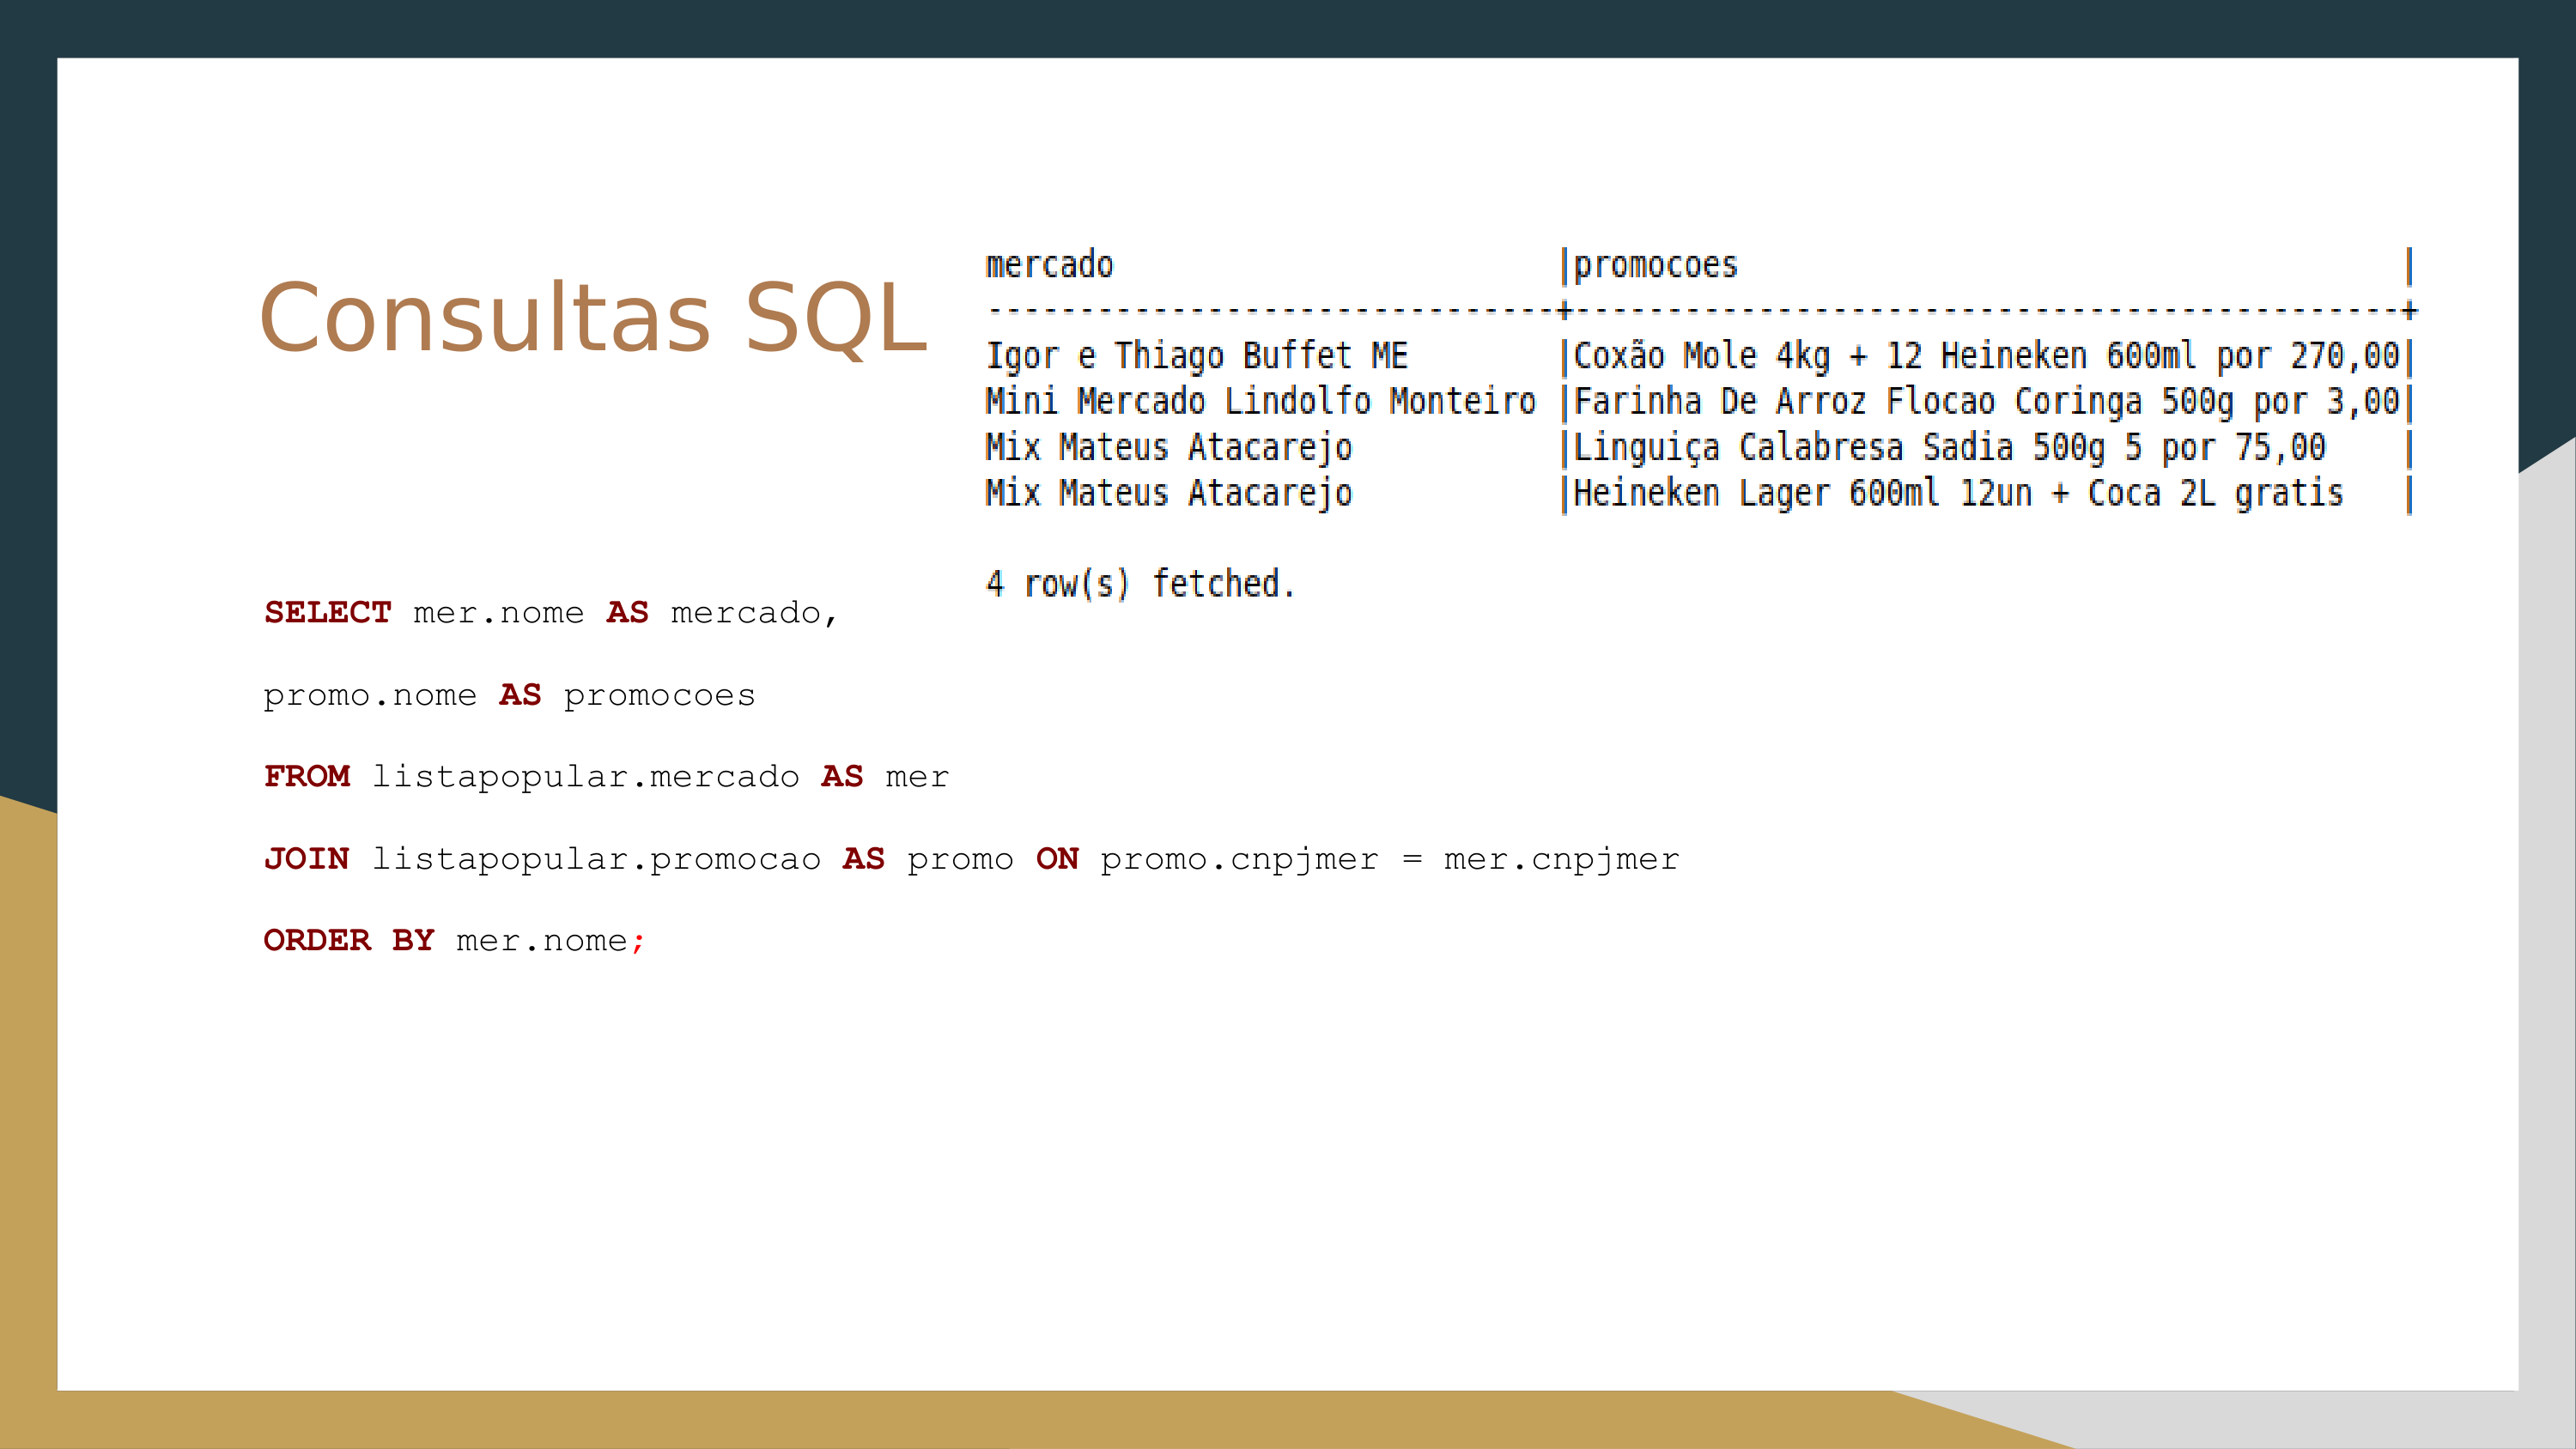 Consultas SQL
mercado |promocoes |
-------------------------------+---------------------------------------------+
Igor e Thiago Buffet ME |Coxão Mole 4kg + 12 Heineken 600ml por 270,00|
Mini Mercado Lindolfo Monteiro |Farinha De Arroz Flocao Coringa 500g por 3,00|
Mix Mateus Atacarejo |Linguiça Calabresa Sadia 500g 5 por 75,00 |
Mix Mateus Atacarejo |Heineken Lager 600ml 12un + Coca 2L gratis |
4 row(s) fetched.
SELECT mer.nome AS mercado,
promo.nome AS promocoes
FROM listapopular.mercado AS mer
JOIN listapopular.promocao AS promo ON promo.cnpjmer = mer.cnpjmer
ORDER BY mer.nome;